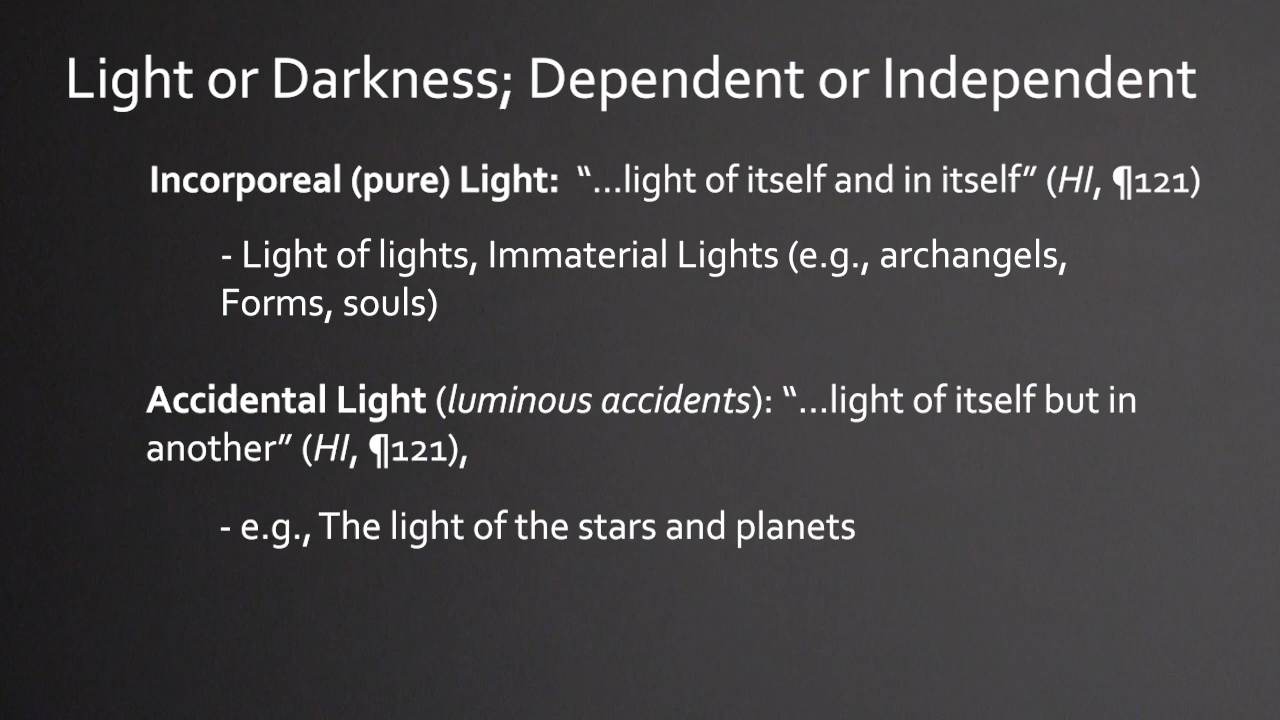 Light or Darkness; Dependent or Independent
Incorporeal (pure) Light: “…light of itself and in itself” (HI, ¶121)
- Light of lights, Immaterial Lights (e.g., archangels,
Forms, souls)
Accidental Light (luminous accidents): “…light of itself but in
another” (HI, ¶121),
- e.g., The light of the stars and planets